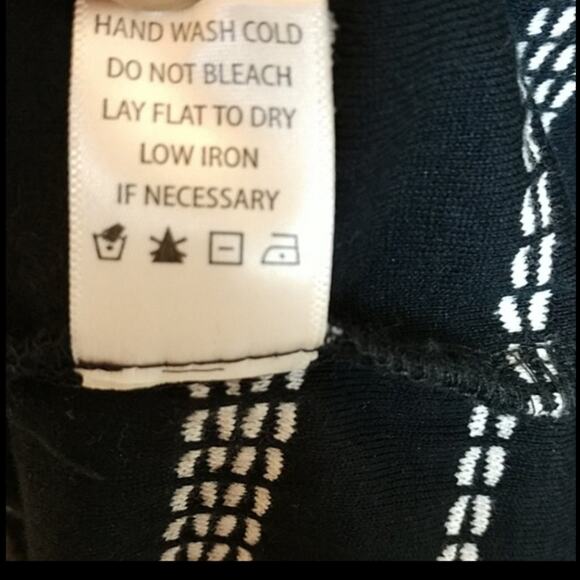 HAND WASH COLD
DO NOT BLEACH
LAY FLAT TO DRY
LOW IRON
IF NECESSARY